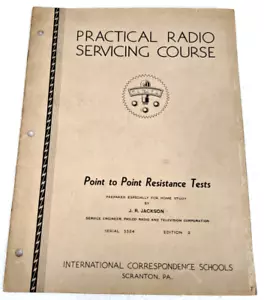 PRACTICAL RADIO
SERVICING COURSE
Point to Point Resistance Tests
PREPARED ESPECIALLY FOR HOME STUDY
BY
J. R. JACKSON
SERVICE ENGINEER, PHILCO RADIO AND TELEVISION CORPORATION
SERIAL 3354
EDITION 2
INTERNATIONAL CORRESPONDENCE SCHOOLS
SCRANTON, PA.